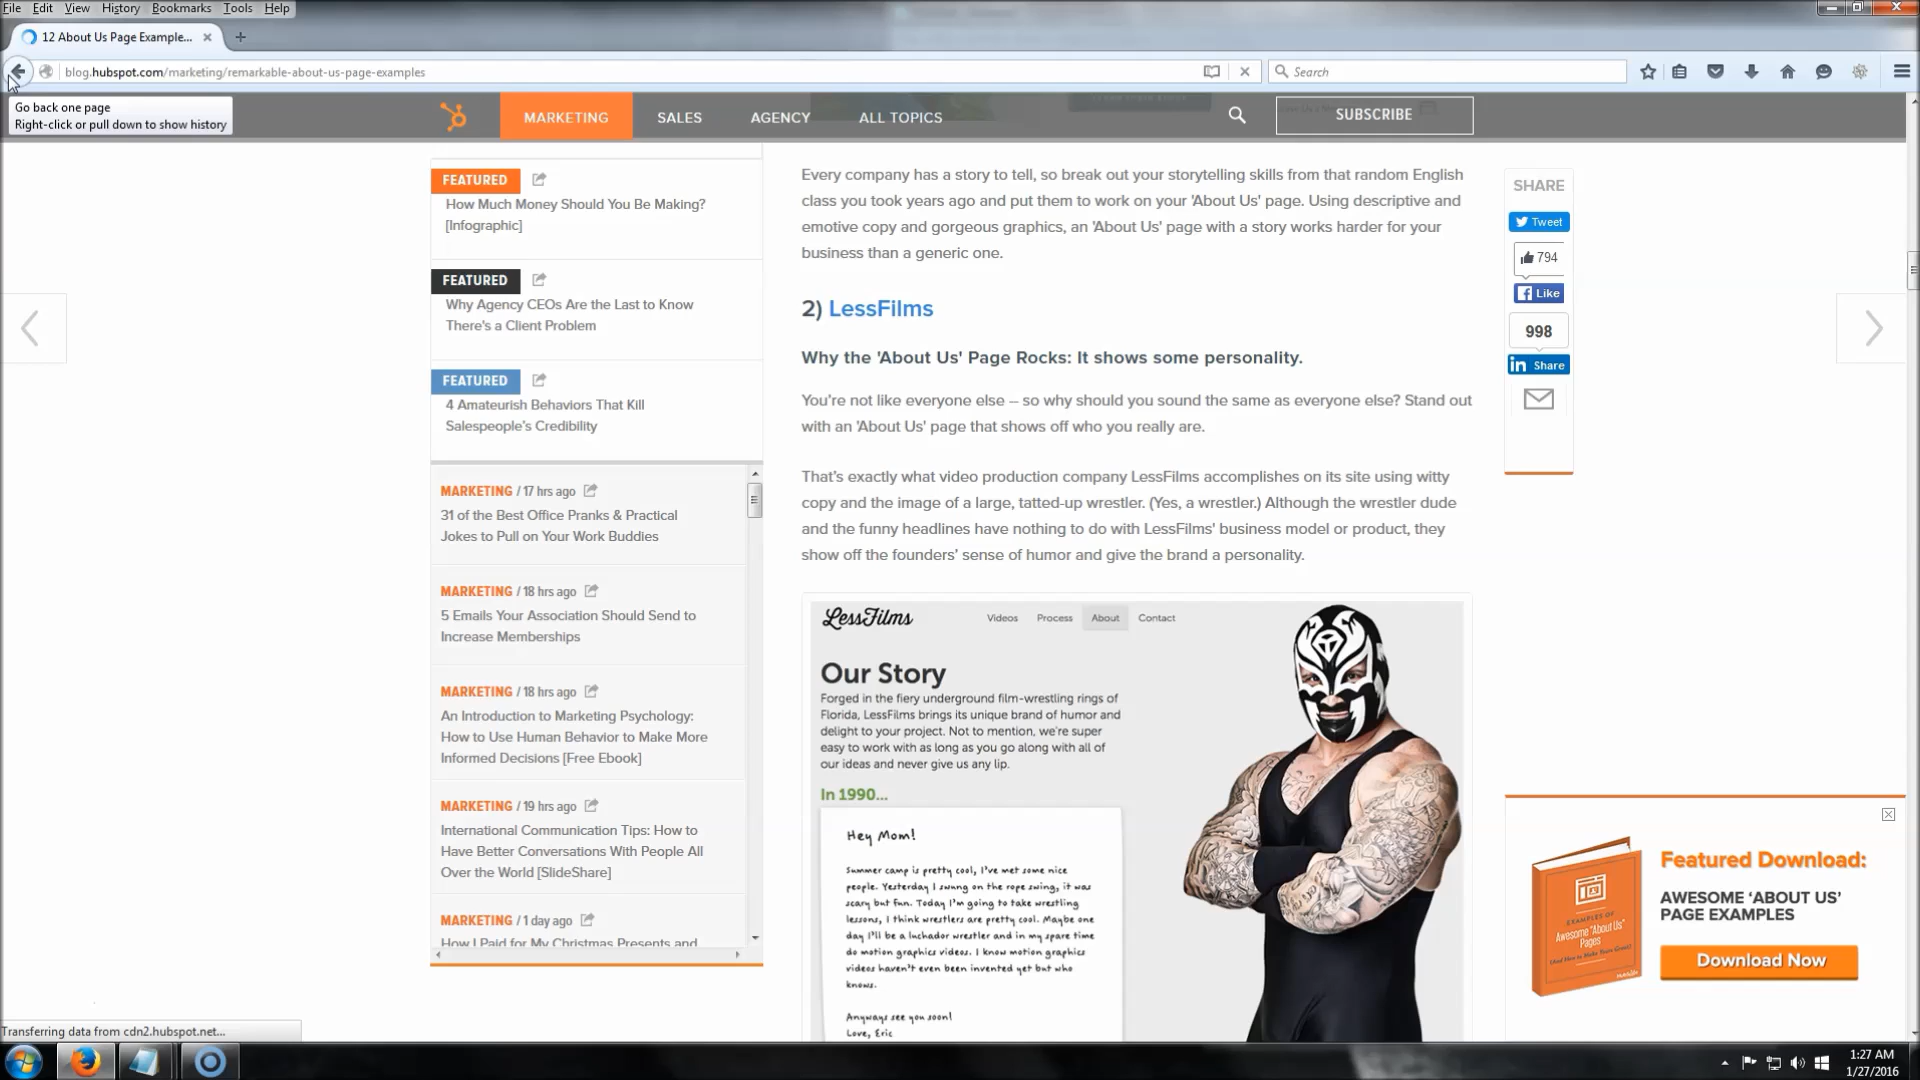 File Edit View History Bookmarks Tools Help
12 About Us Page Example...
blog.hubspot.com/marketing/remarkable-about-us-page-examples
Search
Go back one page
Right-click or pull down to show history
MARKETING SALES AGENCY ALL TOPICS
SUBSCRIBE
FEATURED
How Much Money Should You Be Making?
[Infographic]
FEATURED
Why Agency CEOs Are the Last to Know
There's a Client Problem
FEATURED
4 Amateurish Behaviors That Kill
Salespeople's Credibility
MARKETING / 17 hrs ago
31 of the Best Office Pranks & Practical
Jokes to Pull on Your Work Buddies
MARKETING / 18 hrs ago
5 Emails Your Association Should Send to
Increase Memberships
MARKETING / 18 hrs ago
An Introduction to Marketing Psychology:
How to Use Human Behavior to Make More
Informed Decisions [Free Ebook]
MARKETING / 19 hrs ago
International Communication Tips: How to
Have Better Conversations With People All
Over the World [SlideShare]
MARKETING / 1 day ago
How I Paid for My Christmas Presents and
Every company has a story to tell, so break out your storytelling skills from that random English
class you took years ago and put them to work on your 'About Us' page. Using descriptive and
emotive copy and gorgeous graphics, an 'About Us' page with a story works harder for your
business than a generic one.
2) LessFilms
Why the 'About Us' Page Rocks: It shows some personality.
You're not like everyone else -- so why should you sound the same as everyone else? Stand out
with an 'About Us' page that shows off who you really are.
That's exactly what video production company LessFilms accomplishes on its site using witty
copy and the image of a large, tatted-up wrestler. (Yes, a wrestler.) Although the wrestler dude
and the funny headlines have nothing to do with LessFilms' business model or product, they
show off the founders' sense of humor and give the brand a personality.
LessFilms
Videos Process About Contact
Our Story
Forged in the fiery underground film-wrestling rings of
Florida, LessFilms brings its unique brand of humor and
delight to your project. Not to mention, we're super
easy to work with as long as you go along with all of
our ideas and never give us any lip.
In 1990...
Hey Mom!
Summer camp is pretty cool, I've met some nice
people. Yesterday I swung on the rope swing, it was
scary but fun. Today I'm going to take wrestling
lessons, I think wrestlers are pretty cool. Maybe one
day I'll be a luchador wrestler and in my spare time
do motion graphics videos. I know motion graphics
videos haven't even been invented yet but who
knows.
Anyways see you soon!
Love, Eric
SHARE
Tweet
794
Like
998
in Share
EXAMPLES OF
Awesome "About Us"
Pages
Featured Download:
AWESOME 'ABOUT US'
PAGE EXAMPLES
Download Now
Transferring data from cdn2.hubspot.net...
1:27 AM
1/27/2016